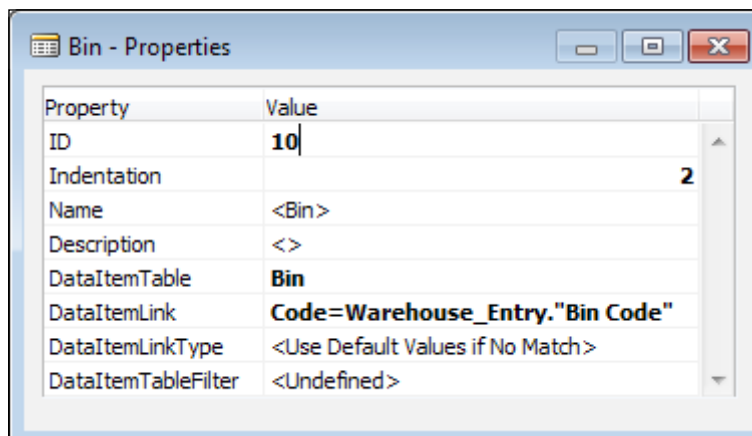 Bin - Properties
Property Value
ID 10
Indentation 2
Name <Bin>
Description <>
DataItemTable Bin
DataItemLink Code=Warehouse_Entry."Bin Code"
DataItemLinkType <Use Default Values if No Match>
DataItemTableFilter <Undefined>